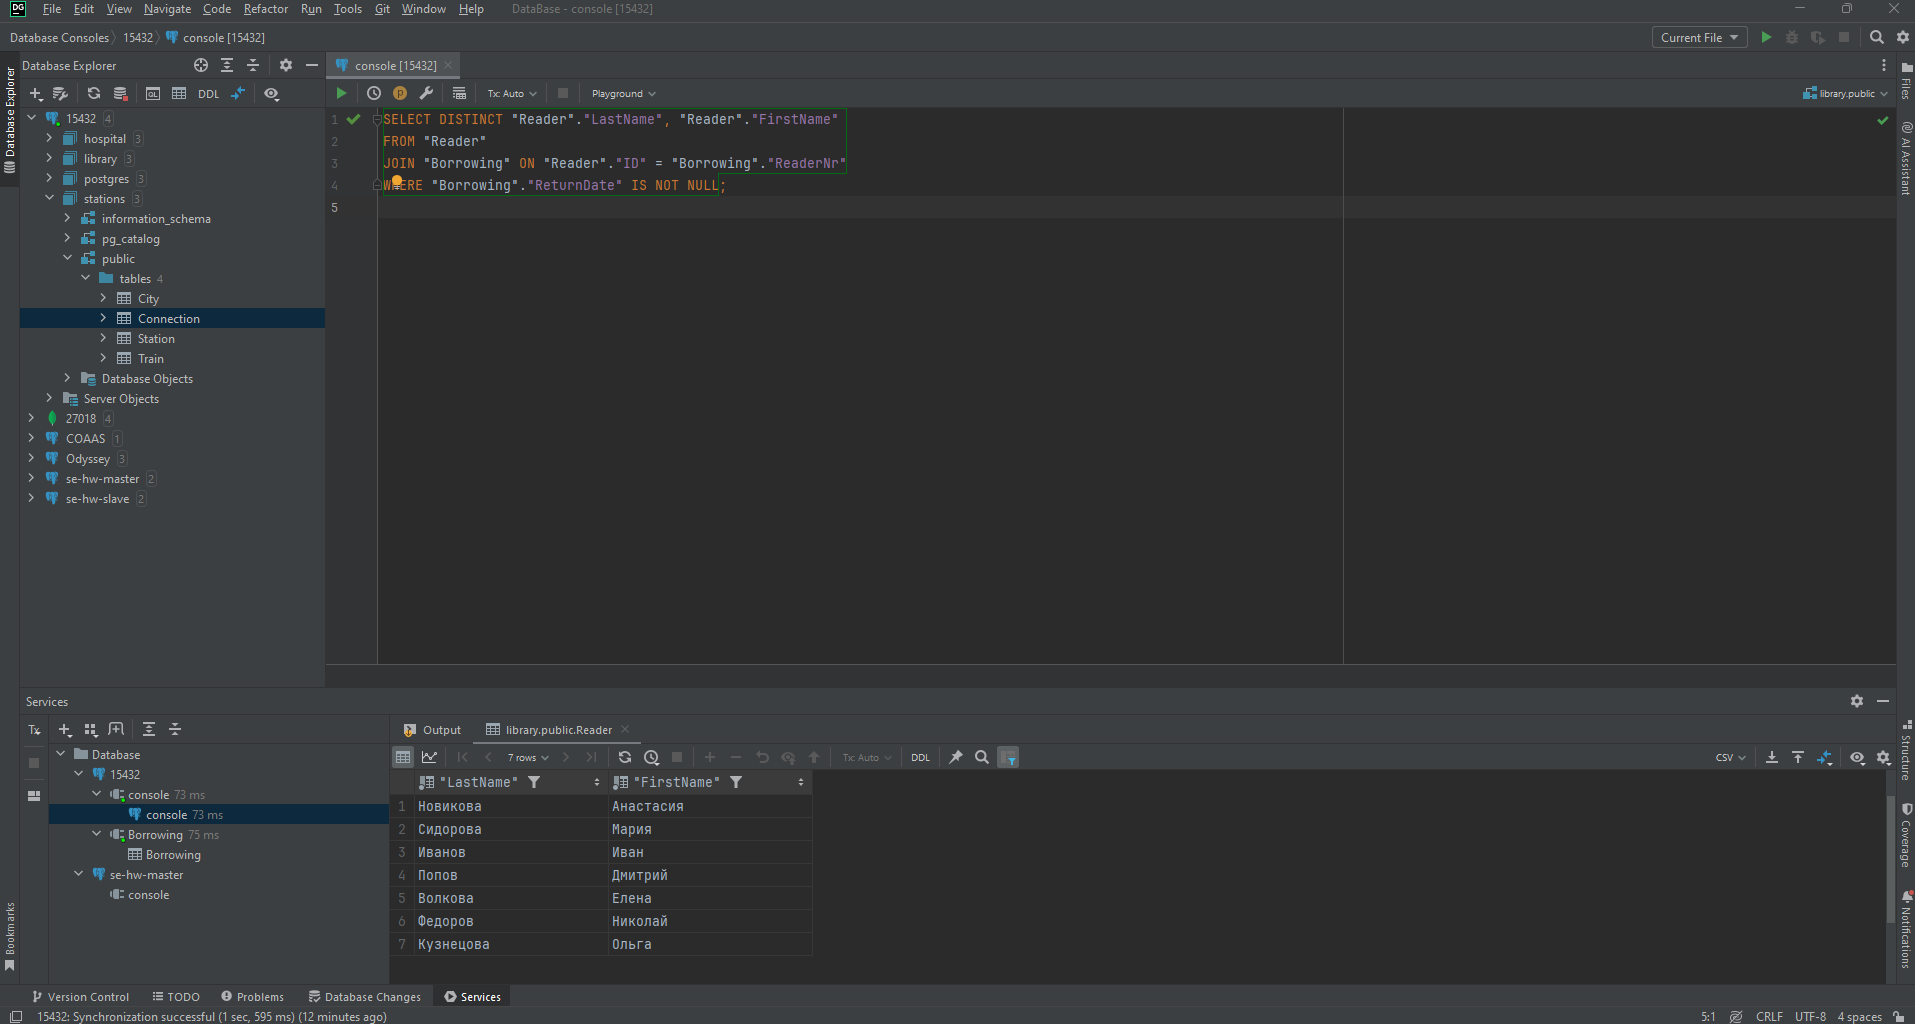 DG File Edit View Navigate Code Refactor Run Tools Git Window Help DataBase - console [15432]
Database Consoles 15432 console [15432] Current File
Database Explorer
Database Explorer console [15432]
DDL Tx: Auto Playground library.public
15432 4
hospital 3
library 3
postgres 3
stations 3
information_schema
pg_catalog
public
tables 4
City
Connection
Station
Train
Database Objects
Server Objects
27018 4
COAAS 1
Odyssey 3
se-hw-master 2
se-hw-slave 2
1 SELECT DISTINCT "Reader"."LastName", "Reader"."FirstName"
2 FROM "Reader"
3 JOIN "Borrowing" ON "Reader"."ID" = "Borrowing"."ReaderNr"
4 WHERE "Borrowing"."ReturnDate" IS NOT NULL;
5
Files
AI Assistant
Services
Tx
Database
15432
console 73 ms
console 73 ms
Borrowing 75 ms
Borrowing
se-hw-master
console
Output library.public.Reader
7 rows Tx: Auto DDL CSV
"LastName" "FirstName"
1 Новикова Анастасия
2 Сидорова Мария
3 Иванов Иван
4 Попов Дмитрий
5 Волкова Елена
6 Федоров Николай
7 Кузнецова Ольга
Structure
Coverage
Notifications
Bookmarks
Version Control TODO Problems Database Changes Services
15432: Synchronization successful (1 sec, 595 ms) (12 minutes ago) 5:1 CRLF UTF-8 4 spaces